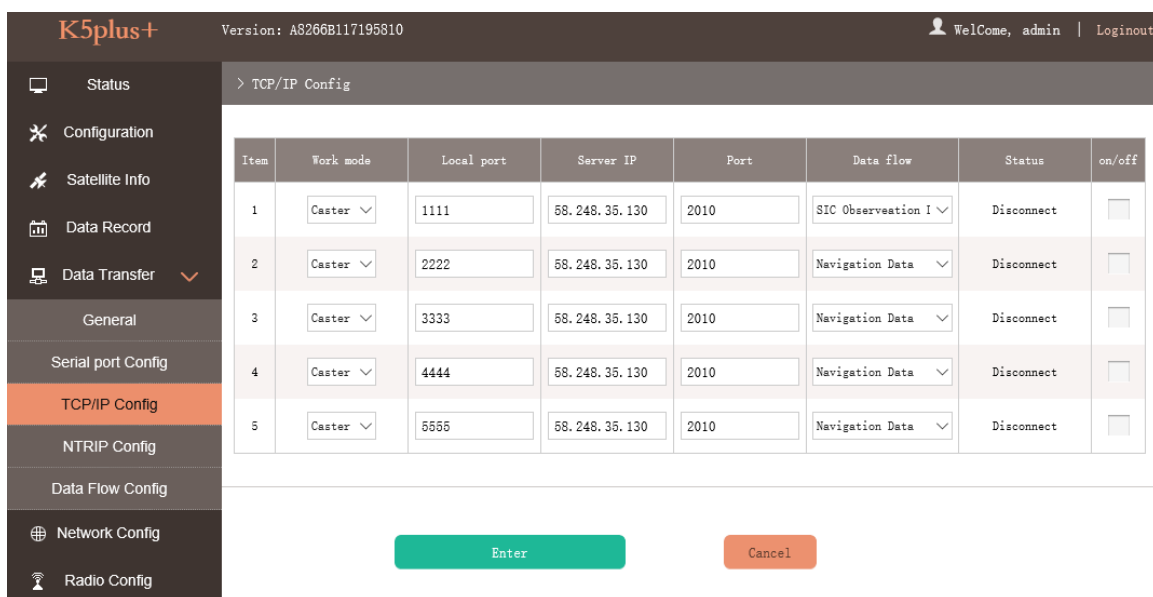 K5plus+ Version: A8266B117195810 WelCome, admin | Loginout
Status
> TCP/IP Config
Configuration
Satellite Info
Data Record
Data Transfer
General
Serial port Config
TCP/IP Config
NTRIP Config
Data Flow Config
Network Config
Radio Config
Item Work mode Local port Server IP Port Data flow Status on/off
1 Caster 1111 58.248.35.130 2010 SIC Observeation I Disconnect
2 Caster 2222 58.248.35.130 2010 Navigation Data Disconnect
3 Caster 3333 58.248.35.130 2010 Navigation Data Disconnect
4 Caster 4444 58.248.35.130 2010 Navigation Data Disconnect
5 Caster 5555 58.248.35.130 2010 Navigation Data Disconnect
Enter Cancel